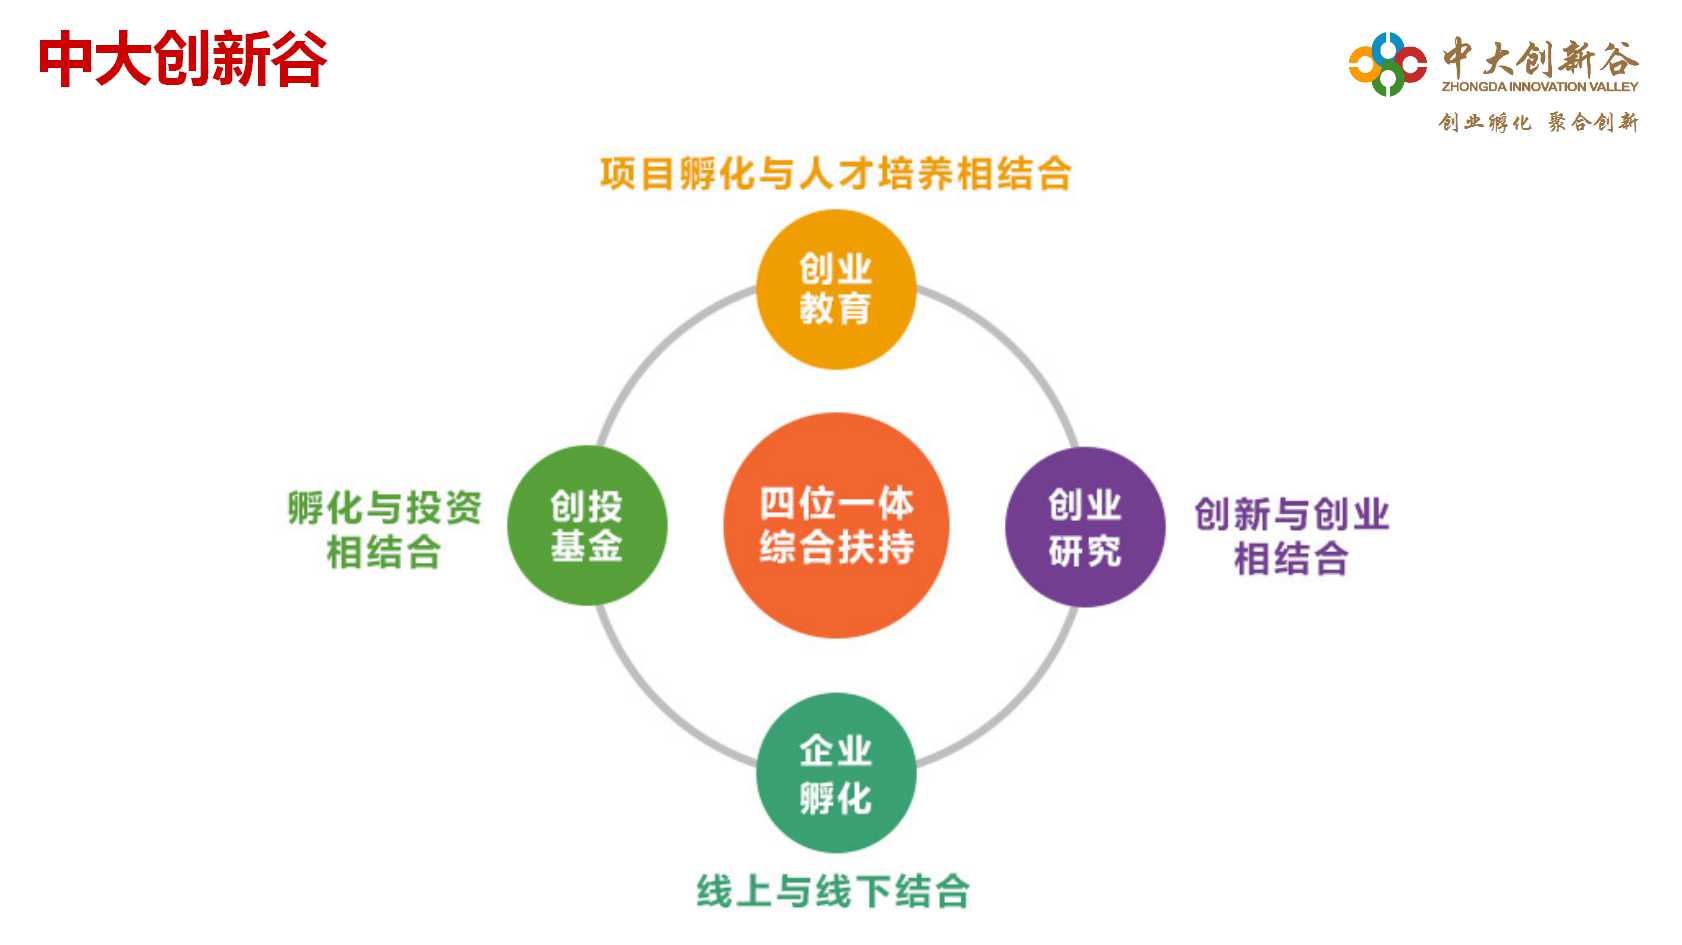 中大创新谷
中大创新谷
ZHONGDA INNOVATION VALLEY
创业孵化 聚合创新
项目孵化与人才培养相结合
创业
教育
孵化与投资
相结合
创投
基金
四位一体
综合扶持
创业
研究
创新与创业
相结合
企业
孵化
线上与线下结合